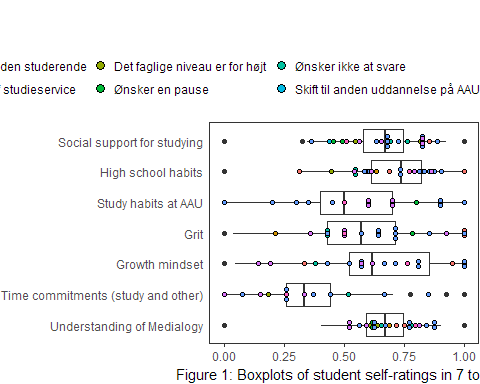 den studerende Det faglige niveau er for højt Ønsker ikke at svare
studieservice Ønsker en pause Skift til anden uddannelse på AAU
Social support for studying
High school habits
Study habits at AAU
Grit
Growth mindset
Time commitments (study and other)
Understanding of Medialogy
0.00 0.25 0.50 0.75 1.00
Figure 1: Boxplots of student self-ratings in 7 to